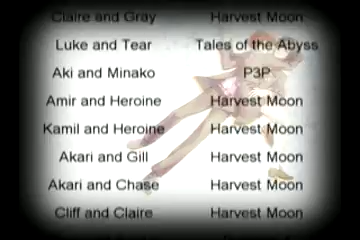 Claire and Gray Harvest Moon
Luke and Tear Tales of the Abyss
Aki and Minako P3P
Amir and Heroine Harvest Moon
Kamil and Heroine Harvest Moon
Akari and Gill Harvest Moon
Akari and Chase Harvest Moon
Cliff and Claire Harvest Moon